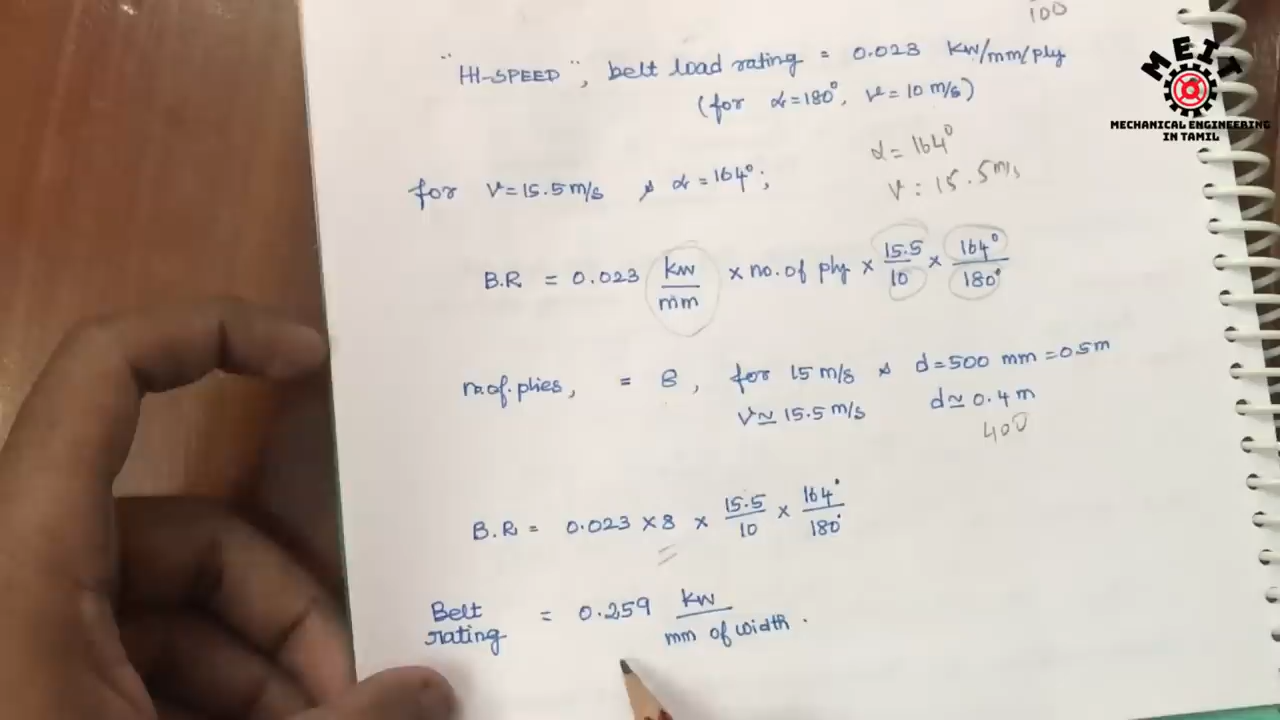 100
"HI-SPEED", belt load rating = 0.023 kw/mm/ply
(for α=180°, v=10 m/s)
α = 164°
v : 15.5 m/s
for V=15.5 m/s & α=164°;
B.R = 0.023 kw/mm × no. of ply × 15.5/10 × 164°/180°
no.of.plies, = 8, for 15 m/s & d=500 mm = 0.5m
V≃ 15.5 m/s d≃ 0.4 m
400
B.R = 0.023 × 8 × 15.5/10 × 164°/180°
Belt rating = 0.259 kw/mm of width.
MEIT
MECHANICAL ENGINEERING
IN TAMIL